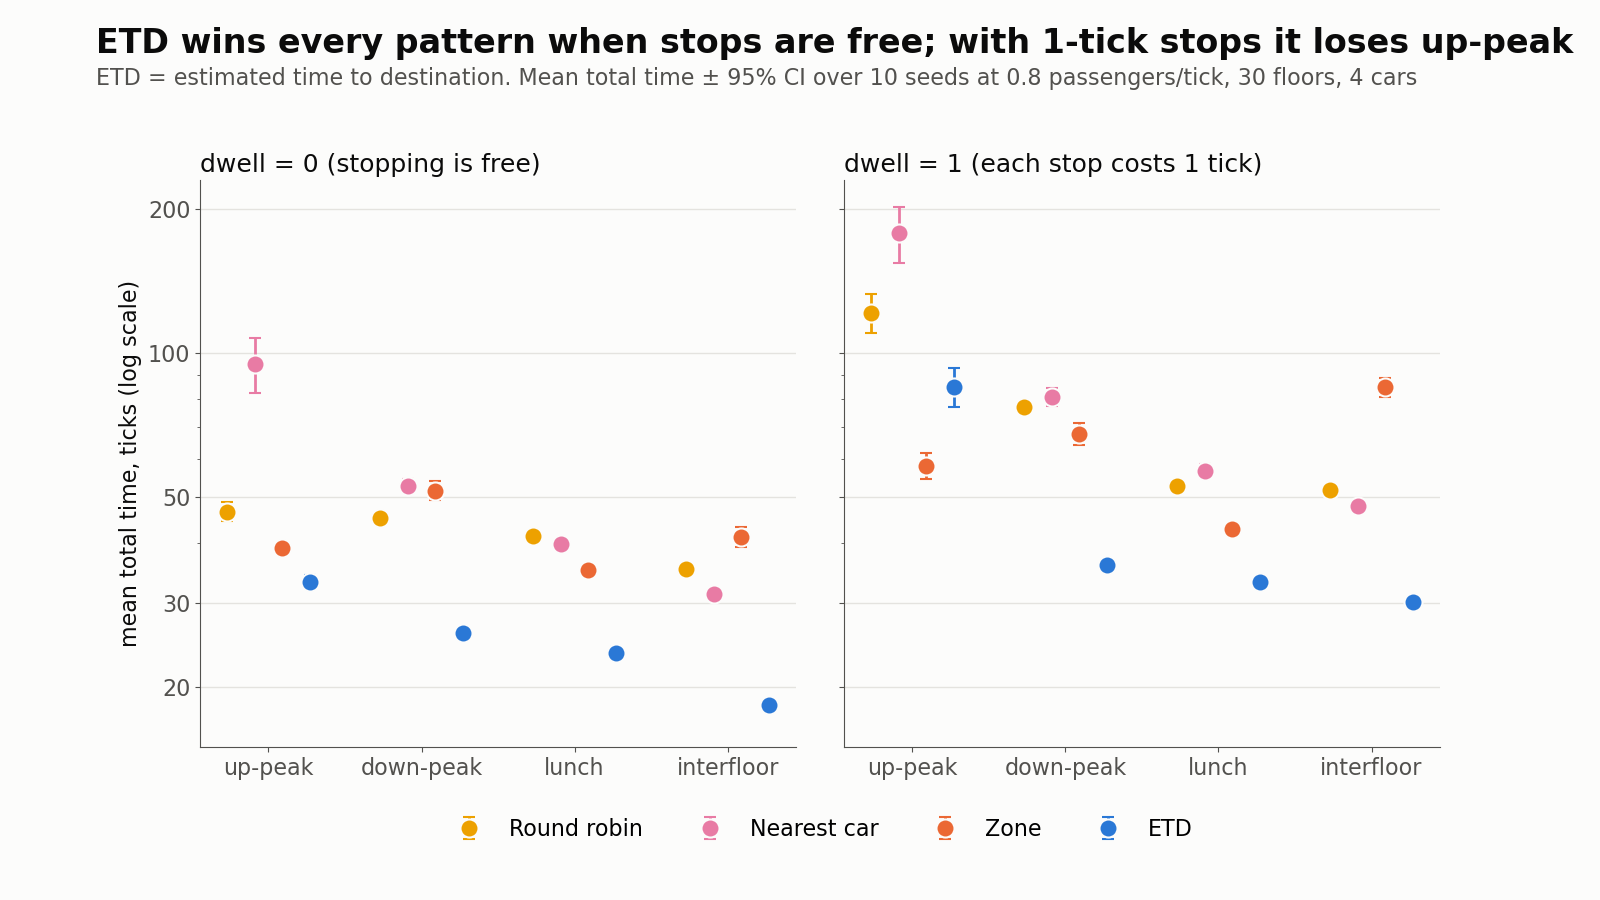 ETD wins every pattern when stops are free; with 1-tick stops it loses up-peak
ETD = estimated time to destination. Mean total time ± 95% CI over 10 seeds at 0.8 passengers/tick, 30 floors, 4 cars
dwell = 0 (stopping is free)
dwell = 1 (each stop costs 1 tick)
mean total time, ticks (log scale)
200
100
50
30
20
up-peak down-peak lunch interfloor
up-peak down-peak lunch interfloor
Round robin Nearest car Zone ETD